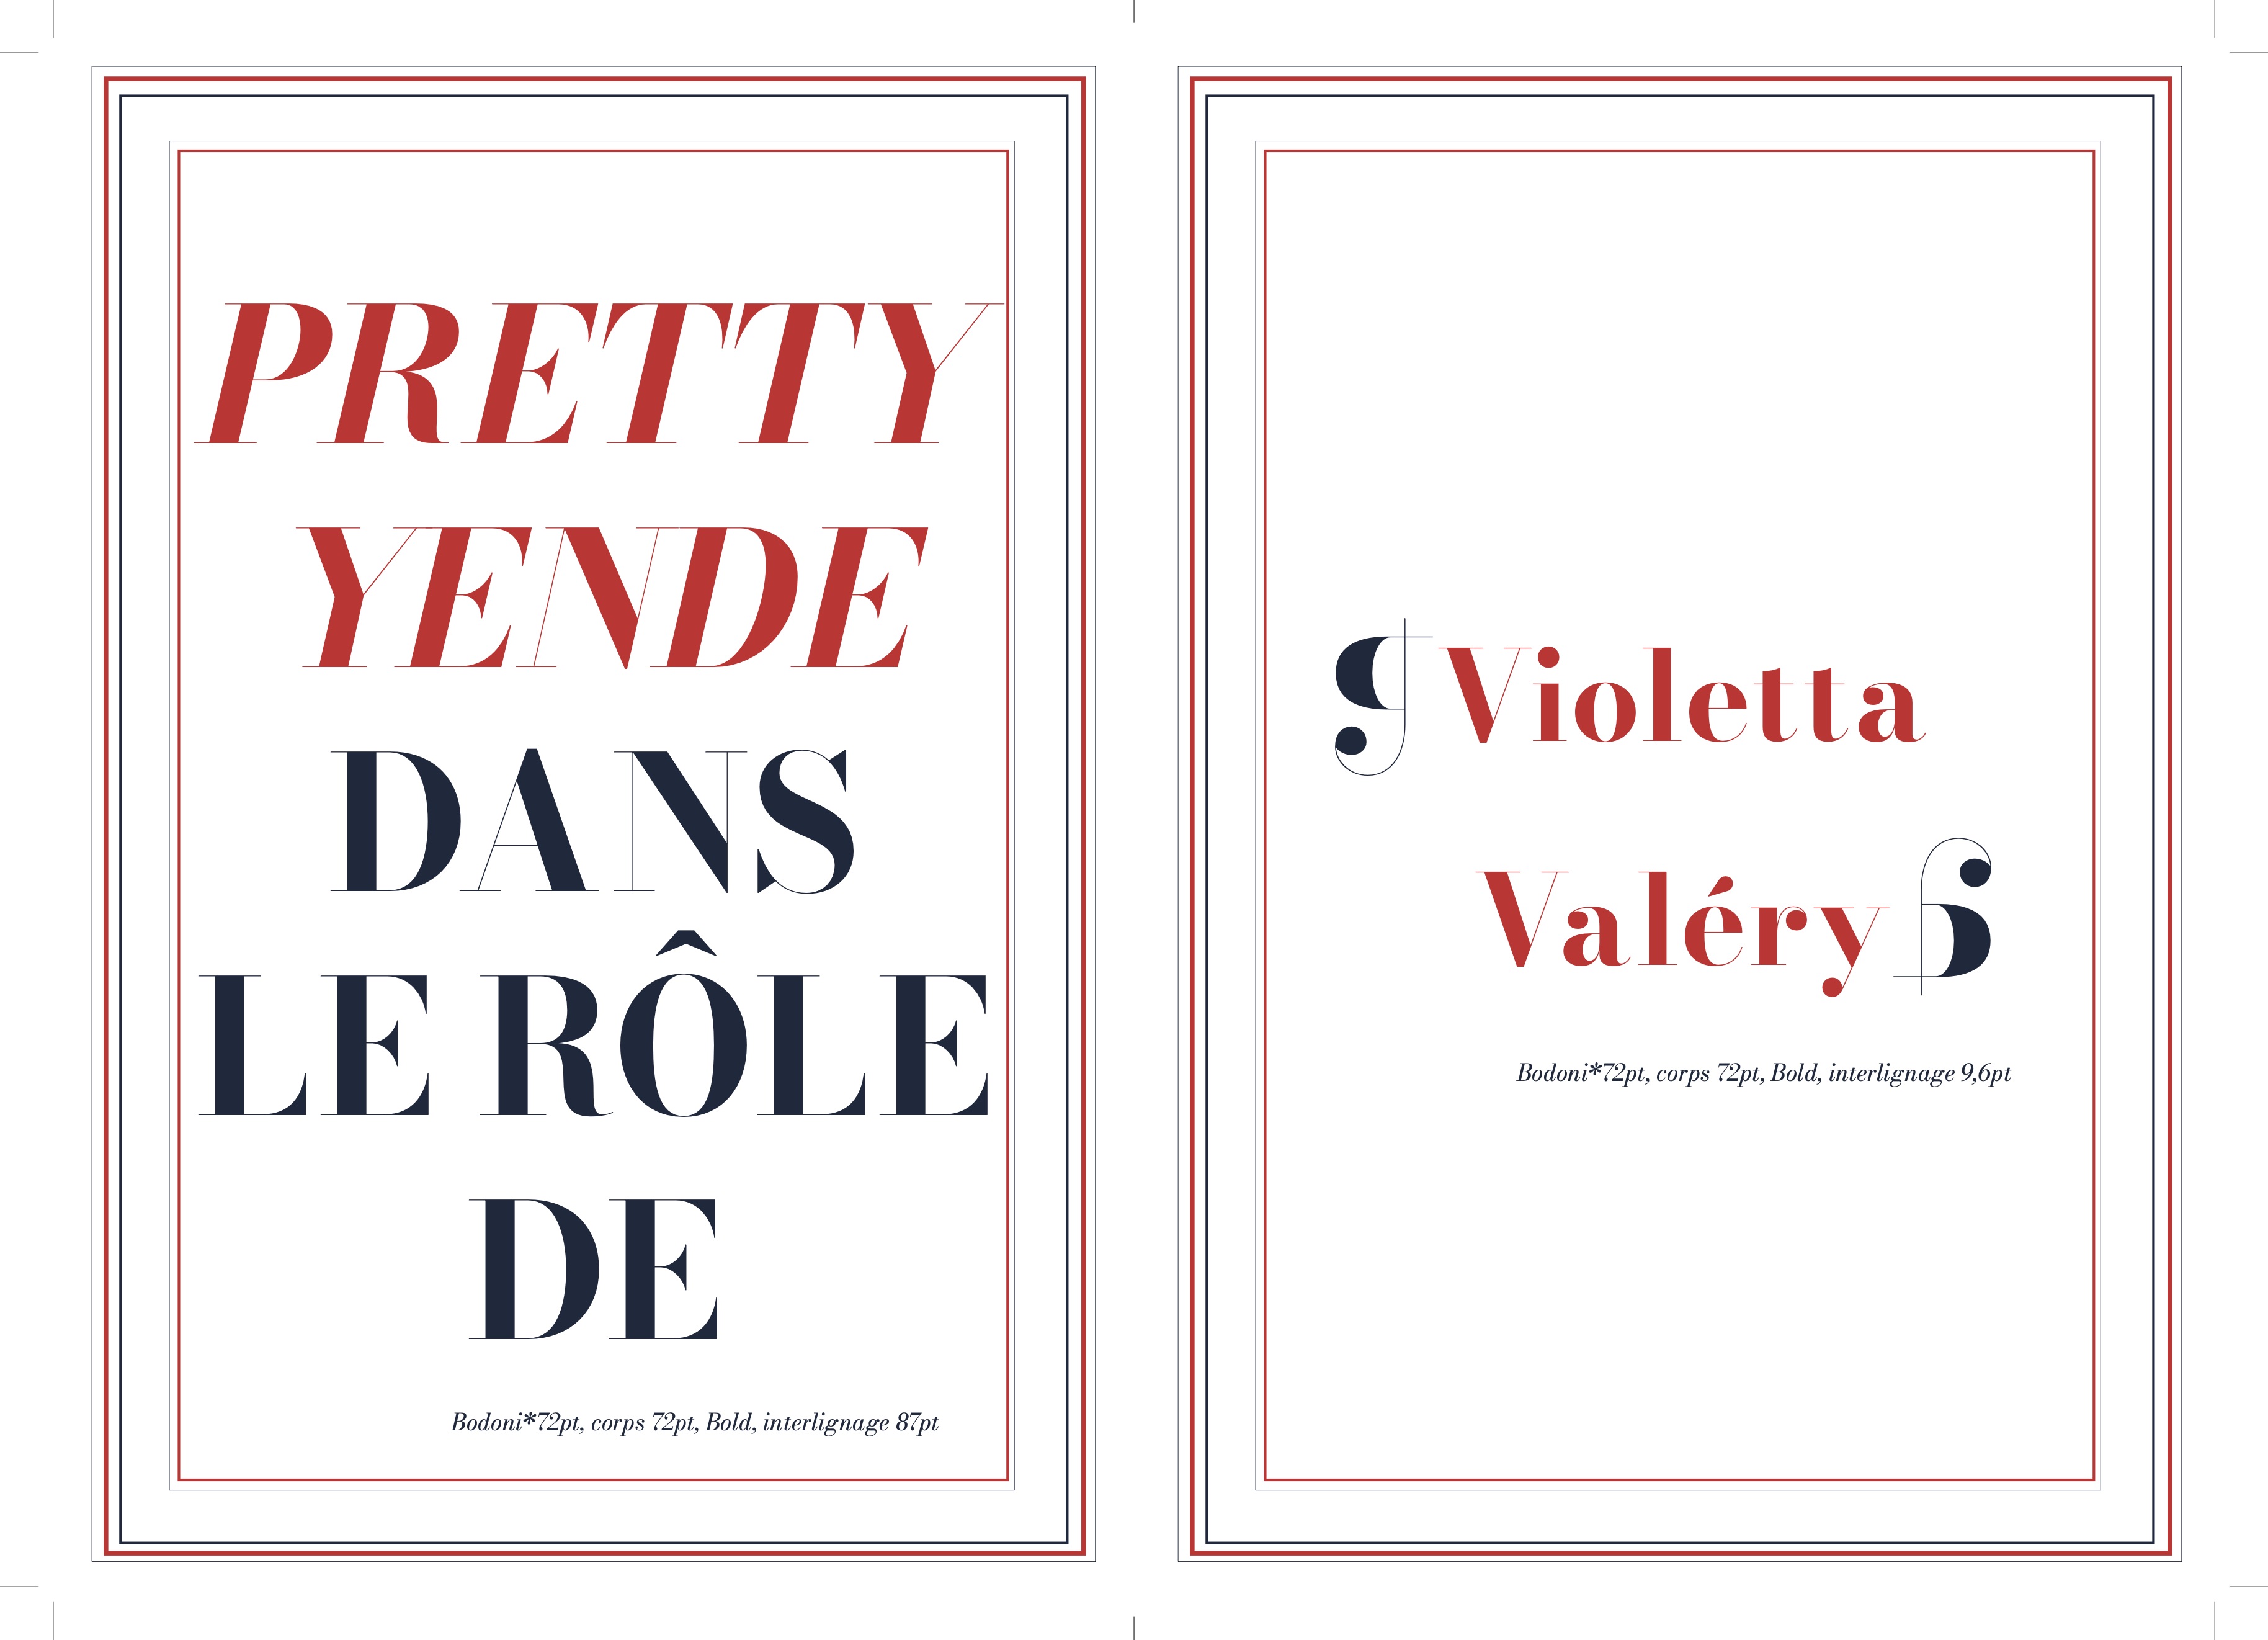 PRETTY
YENDE
DANS
LE RÔLE
DE
Bodoni*72pt, corps 72pt, Bold, interlignage 87pt
Violetta
Valéry
Bodoni*72pt, corps 72pt, Bold, interlignage 9,6pt